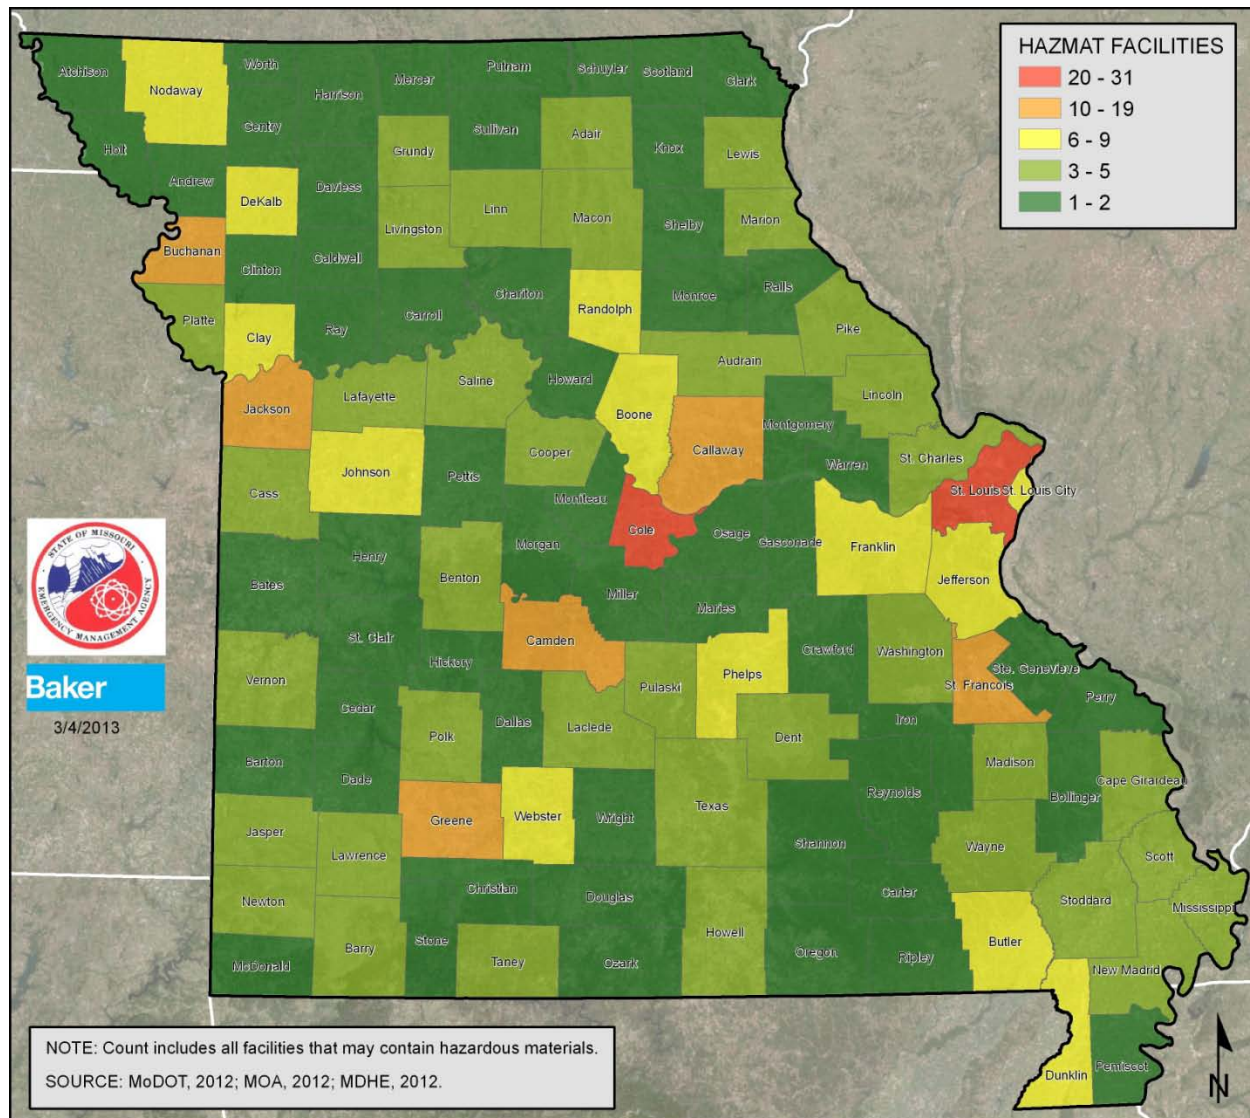 HAZMAT FACILITIES
20 - 31
10 - 19
6 - 9
3 - 5
1 - 2
Atchison
Nodaway
Worth
Harrison
Mercer
Putnam
Schuyler
Scotland
Clark
Holt
Gentry
Grundy
Sullivan
Adair
Knox
Lewis
Andrew
DeKalb
Daviess
Livingston
Linn
Macon
Shelby
Marion
Buchanan
Clinton
Caldwell
Chariton
Randolph
Monroe
Ralls
Platte
Clay
Ray
Carroll
Pike
Audrain
Jackson
Lafayette
Saline
Howard
Boone
Callaway
Montgomery
Lincoln
Cass
Johnson
Pettis
Cooper
Moniteau
Cole
Osage
Gasconade
Warren
St. Charles
St. Louis
St. Louis City
Franklin
Jefferson
Bates
Henry
Benton
Morgan
Miller
Maries
Camden
Vernon
St. Clair
Hickory
Pulaski
Phelps
Crawford
Washington
St. Francois
Ste. Genevieve
Perry
Cedar
Polk
Dallas
Laclede
Dent
Iron
Madison
Bollinger
Cape Girardeau
Barton
Dade
Greene
Webster
Wright
Texas
Shannon
Reynolds
Wayne
Jasper
Lawrence
Christian
Douglas
Howell
Carter
Stoddard
Scott
Mississippi
Newton
Barry
Stone
Taney
Ozark
Oregon
Ripley
Butler
New Madrid
McDonald
Dunklin
Pemiscot
STATE OF MISSOURI
EMERGENCY MANAGEMENT AGENCY
Baker
3/4/2013
NOTE: Count includes all facilities that may contain hazardous materials.
SOURCE: MoDOT, 2012; MOA, 2012; MDHE, 2012.
N